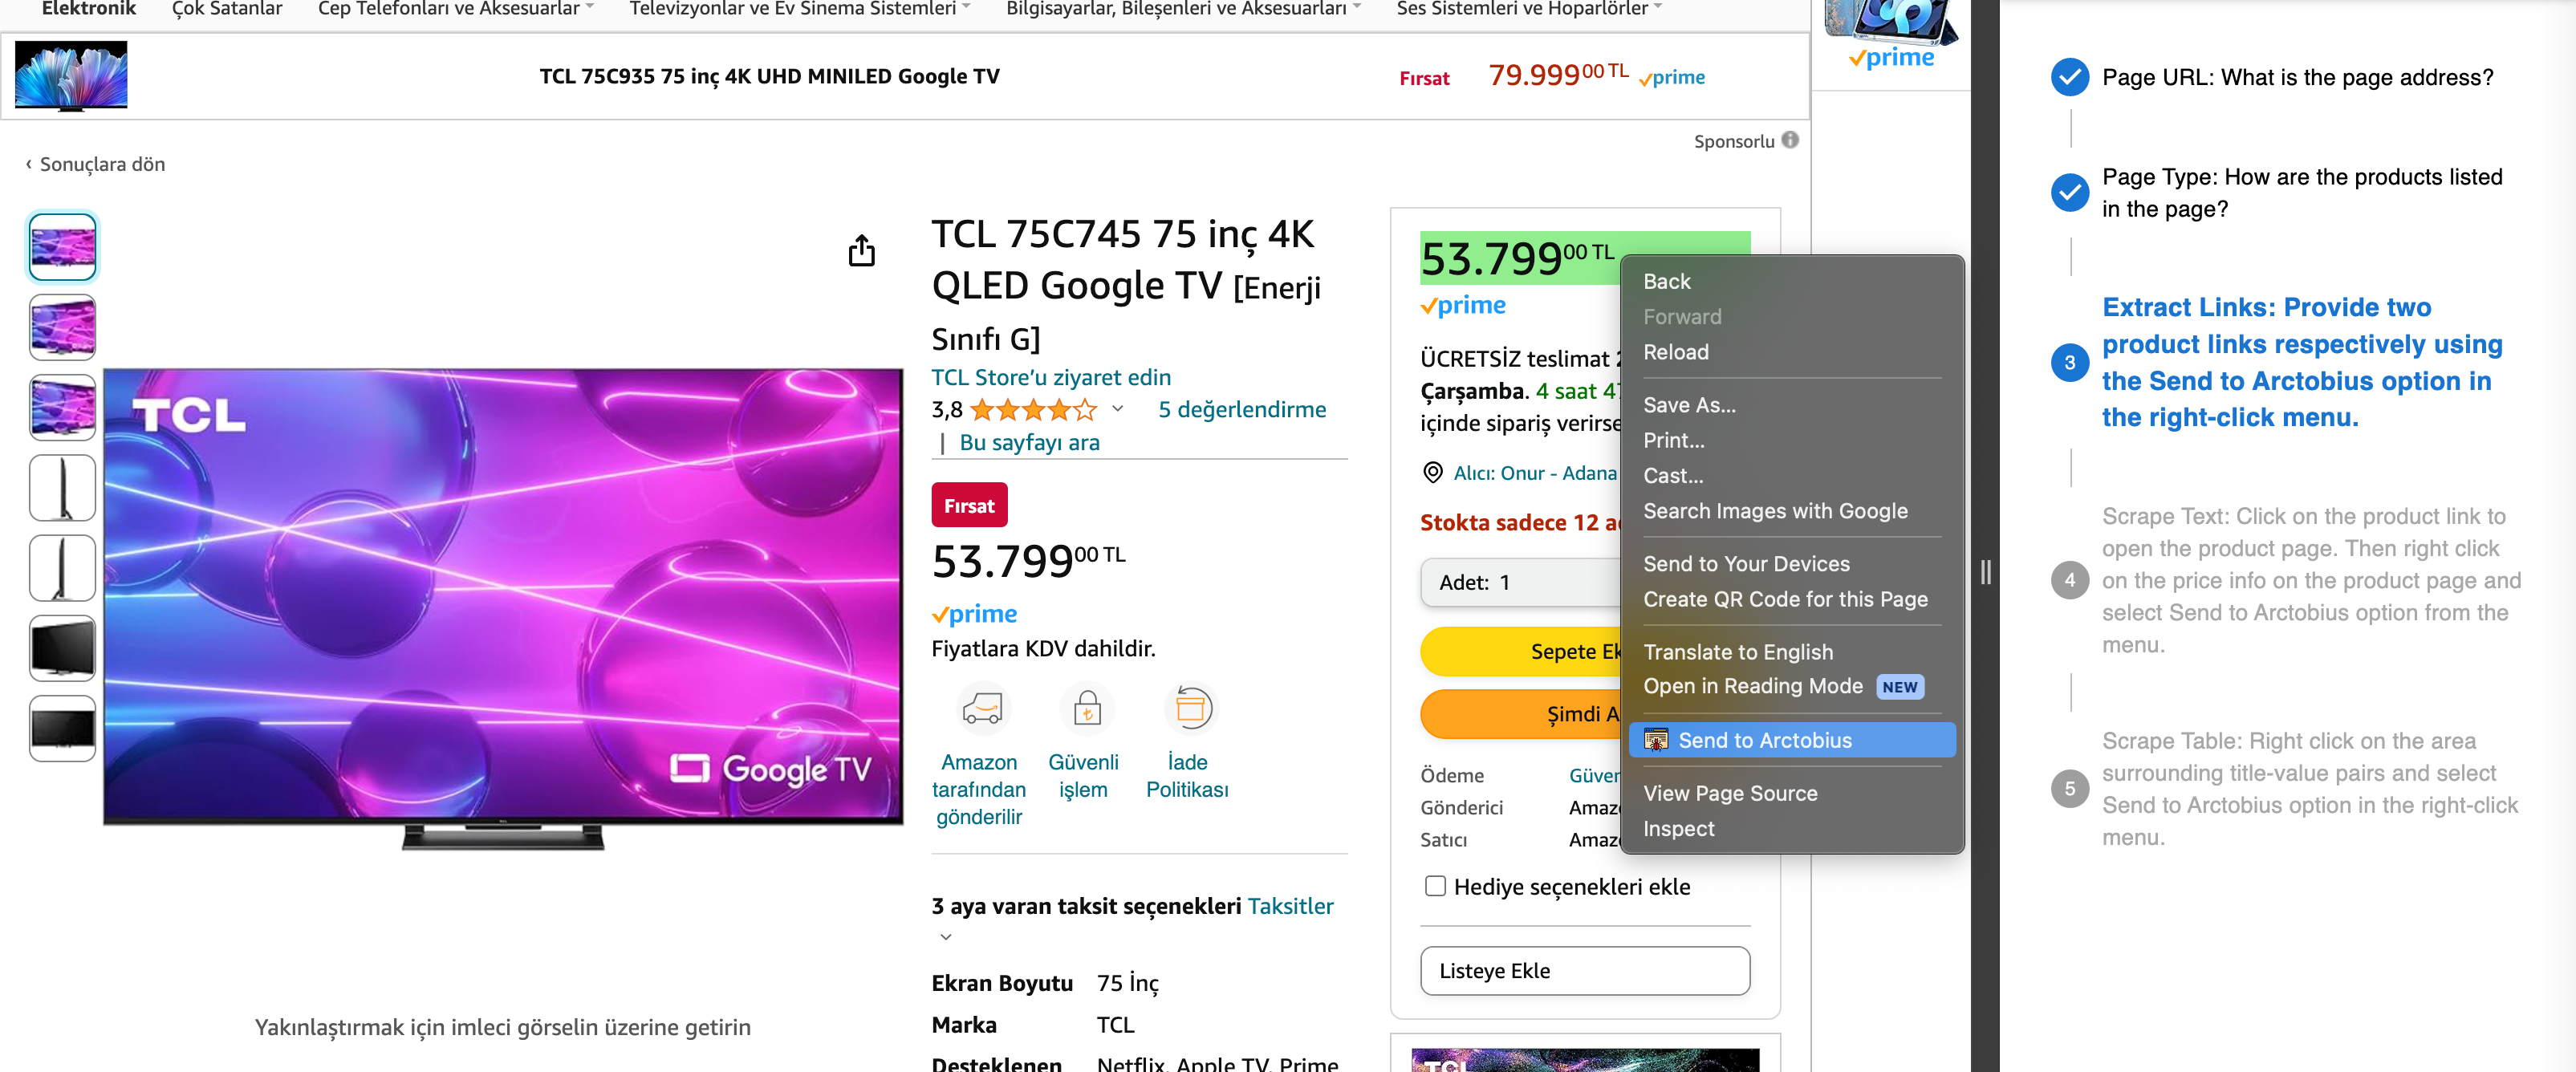 Elektronik
Çok Satanlar
Cep Telefonları ve Aksesuarlar
Televizyonlar ve Ev Sinema Sistemleri
Bilgisayarlar, Bileşenleri ve Aksesuarları
Ses Sistemleri ve Hoparlörler
TCL 75C935 75 inç 4K UHD MINILED Google TV
Fırsat
79.999 00 TL
prime
prime
Sponsorlu
‹ Sonuçlara dön
TCL 75C745 75 inç 4K
QLED Google TV [Enerji
Sınıfı G]
TCL Store'u ziyaret edin
3,8
5 değerlendirme
| Bu sayfayı ara
Fırsat
53.799 00 TL
prime
Fiyatlara KDV dahildir.
Amazon
tarafından
gönderilir
Güvenli
işlem
İade
Politikası
3 aya varan taksit seçenekleri Taksitler
Ekran Boyutu 75 İnç
Marka TCL
Desteklenen Netflix, Apple TV, Prime
TCL
Google TV
Yakınlaştırmak için imleci görselin üzerine getirin
53.799 00 TL
prime
ÜCRETSİZ teslimat
Çarşamba. 4 saat
içinde sipariş
Alıcı: Onur - Adana
Stokta sadece 12
Adet: 1
Sepete
Şimdi
Ödeme
Gönderici
Satıcı
Hediye seçenekleri ekle
Listeye Ekle
TCL
Back
Forward
Reload
Save As...
Print...
Cast...
Search Images with Google
Send to Your Devices
Create QR Code for this Page
Translate to English
Open in Reading Mode NEW
Send to Arctobius
View Page Source
Inspect
Page URL: What is the page address?
Page Type: How are the products listed
in the page?
3
Extract Links: Provide two
product links respectively using
the Send to Arctobius option in
the right-click menu.
4
Scrape Text: Click on the product link to
open the product page. Then right click
on the price info on the product page and
select Send to Arctobius option from the
menu.
5
Scrape Table: Right click on the area
surrounding title-value pairs and select
Send to Arctobius option in the right-click
menu.